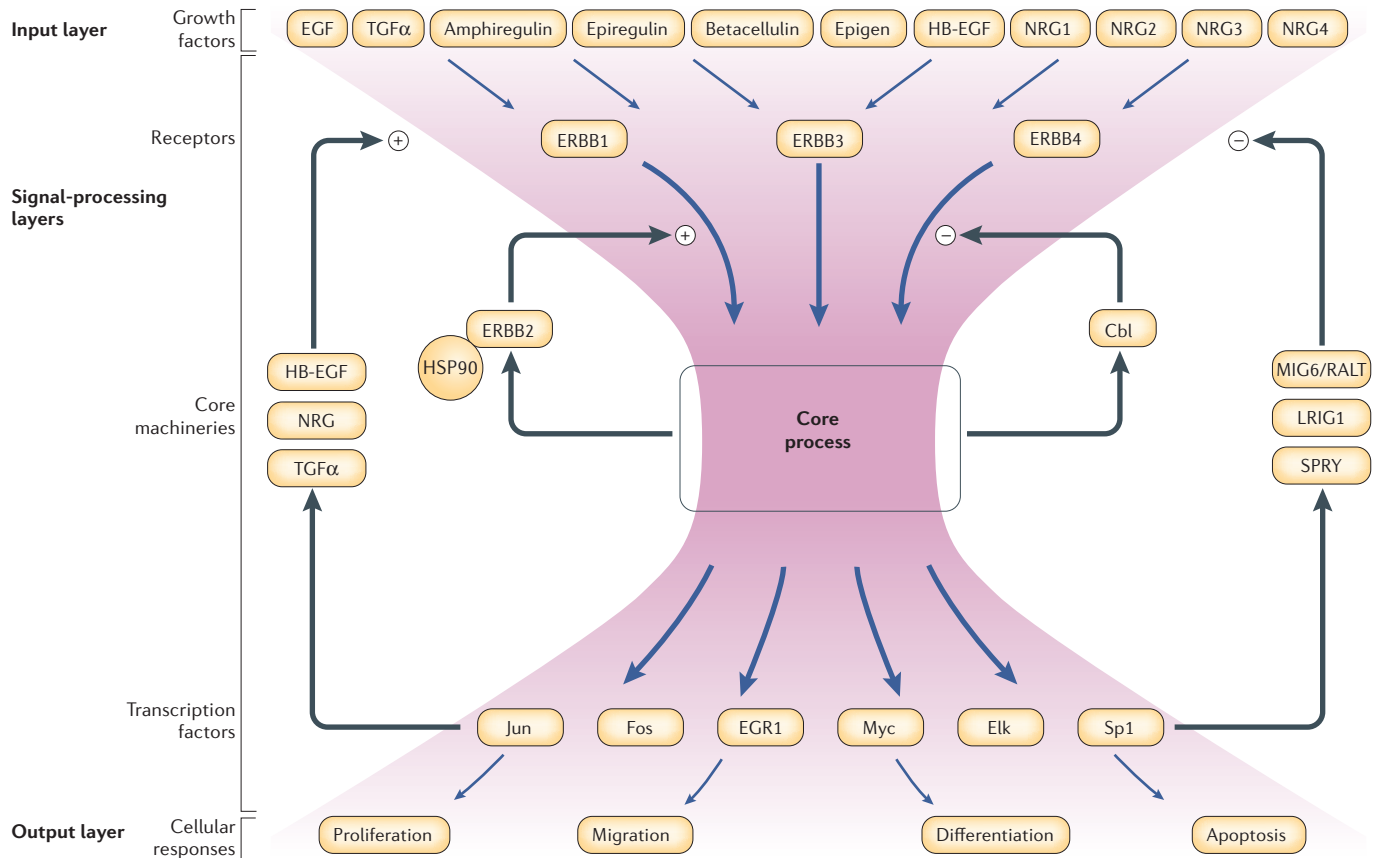 Input layer
Growth
factors
EGF
TGFα
Amphiregulin
Epiregulin
Betacellulin
Epigen
HB-EGF
NRG1
NRG2
NRG3
NRG4
Receptors
+
ERBB1
ERBB3
ERBB4
−
Signal-processing
layers
+
−
ERBB2
HSP90
Cbl
HB-EGF
NRG
TGFα
MIG6/RALT
LRIG1
SPRY
Core
machineries
Core
process
Transcription
factors
Jun
Fos
EGR1
Myc
Elk
Sp1
Output layer
Cellular
responses
Proliferation
Migration
Differentiation
Apoptosis